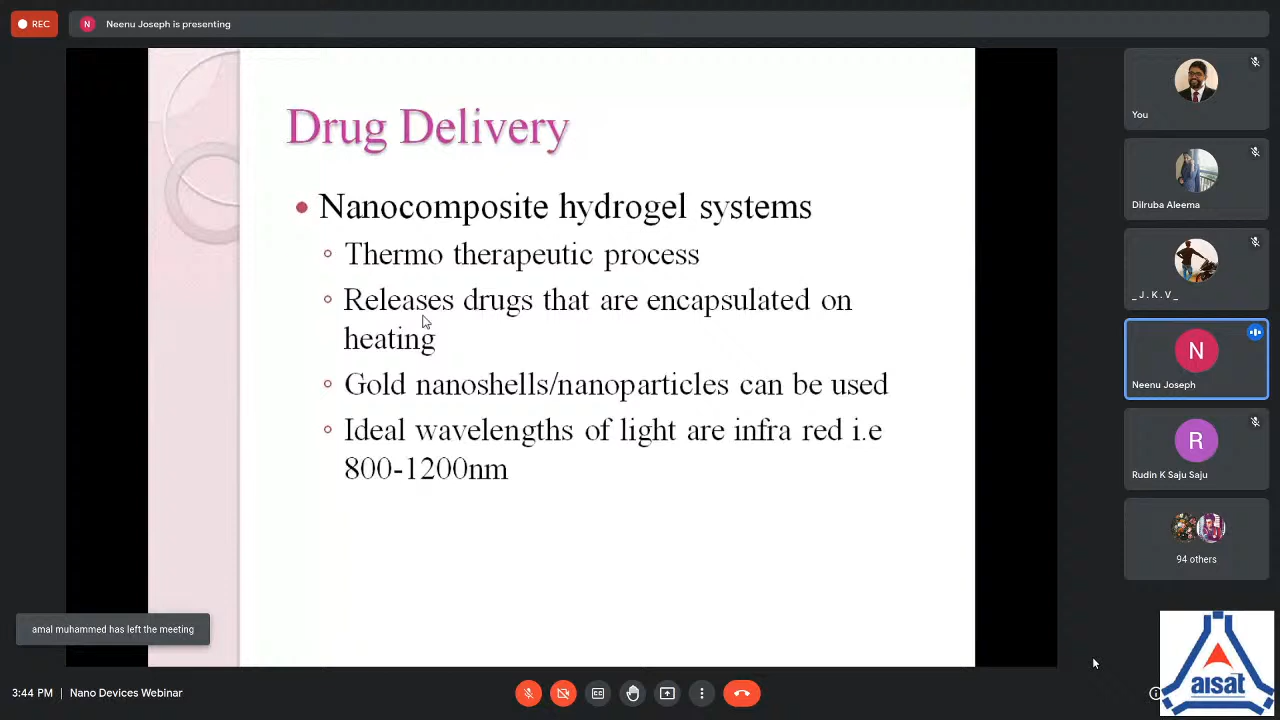 REC
N
Neenu Joseph is presenting
Drug Delivery
Nanocomposite hydrogel systems
Thermo therapeutic process
Releases drugs that are encapsulated on
heating
Gold nanoshells/nanoparticles can be used
Ideal wavelengths of light are infra red i.e
800-1200nm
You
Dilruba Aleema
_ J . K . V _
N
Neenu Joseph
R
Rudin K Saju Saju
94 others
amal muhammed has left the meeting
3:44 PM | Nano Devices Webinar
CC
aisat